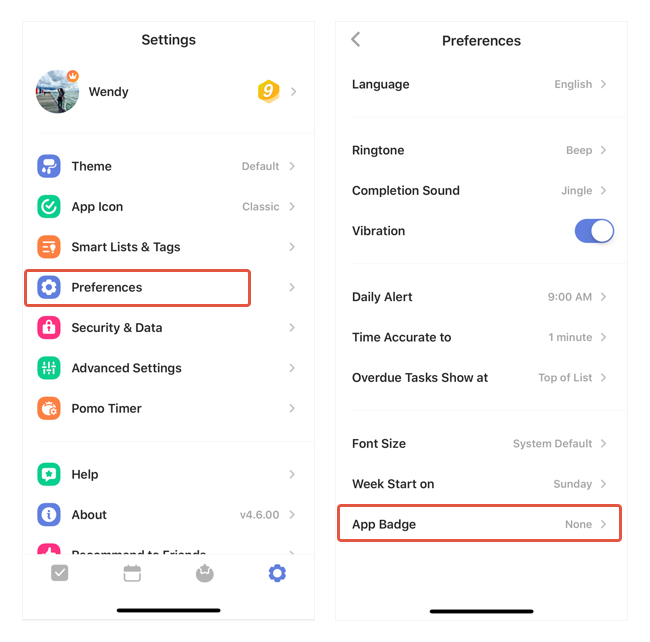 Settings
Wendy
9
Theme Default
App Icon Classic
Smart Lists & Tags
Preferences
Security & Data
Advanced Settings
Pomo Timer
Help
About v4.6.00
Recommend to Friends
Preferences
Language English
Ringtone Beep
Completion Sound Jingle
Vibration
Daily Alert 9:00 AM
Time Accurate to 1 minute
Overdue Tasks Show at Top of List
Font Size System Default
Week Start on Sunday
App Badge None